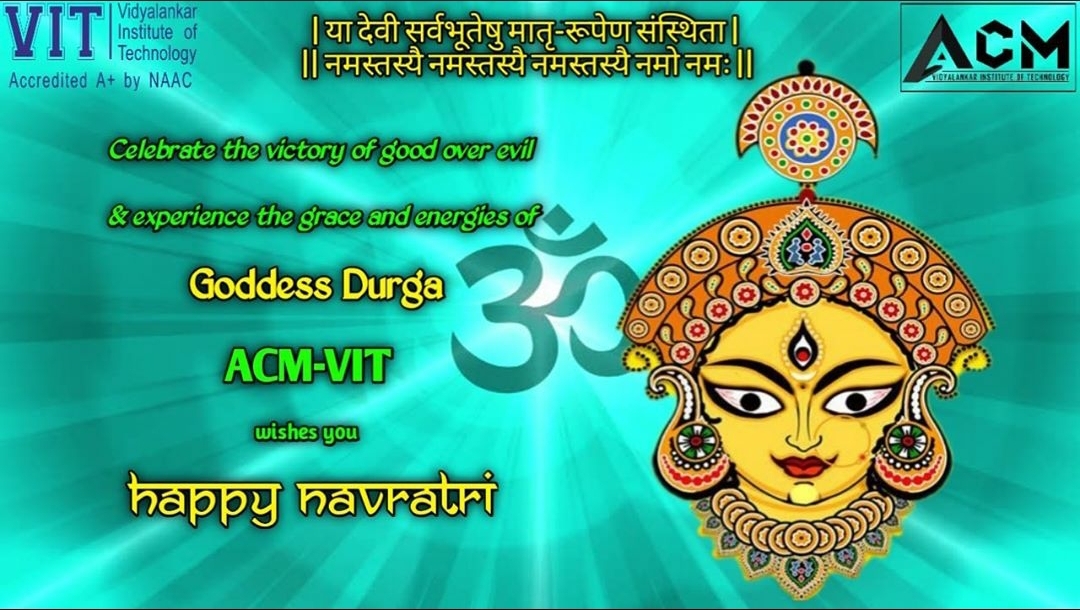 VIT
Vidyalankar
Institute of
Technology
Accredited A+ by NAAC
| या देवी सर्वभूतेषु मातृ-रूपेण संस्थिता |
|| नमस्तस्यै नमस्तस्यै नमस्तस्यै नमो नमः ||
ACM
VIDYALANKAR INSTITUTE OF TECHNOLOGY
Celebrate the victory of good over evil
& experience the grace and energies of
Goddess Durga
ॐ
ACM-VIT
wishes you
happy navratri